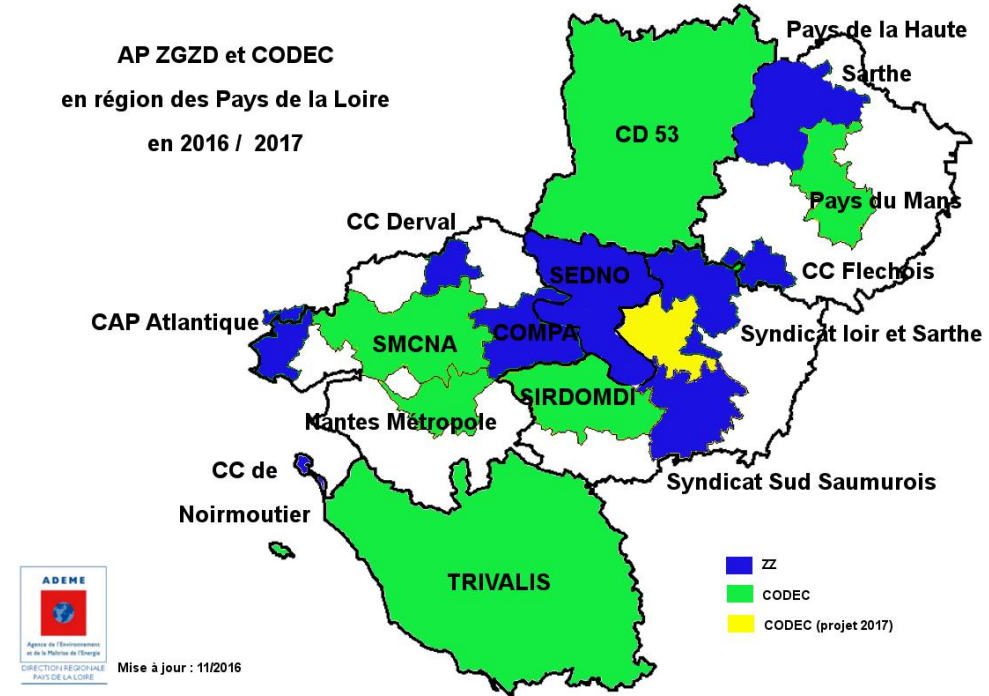 AP ZGZD et CODEC
en région des Pays de la Loire
en 2016 / 2017
Pays de la Haute
Sarthe
CD 53
Pays du Mans
CC Derval
SEDNO
CC Flechois
CAP Atlantique
SMCNA
COMPA
Syndicat loir et Sarthe
SIRDOMDI
Nantes Métropole
CC de
Noirmoutier
Syndicat Sud Saumurois
TRIVALIS
ZZ
CODEC
CODEC (projet 2017)
ADEME
Agence de l'Environnement
et de la Maîtrise de l'Energie
DIRECTION REGIONALE
PAYS DE LA LOIRE
Mise à jour : 11/2016